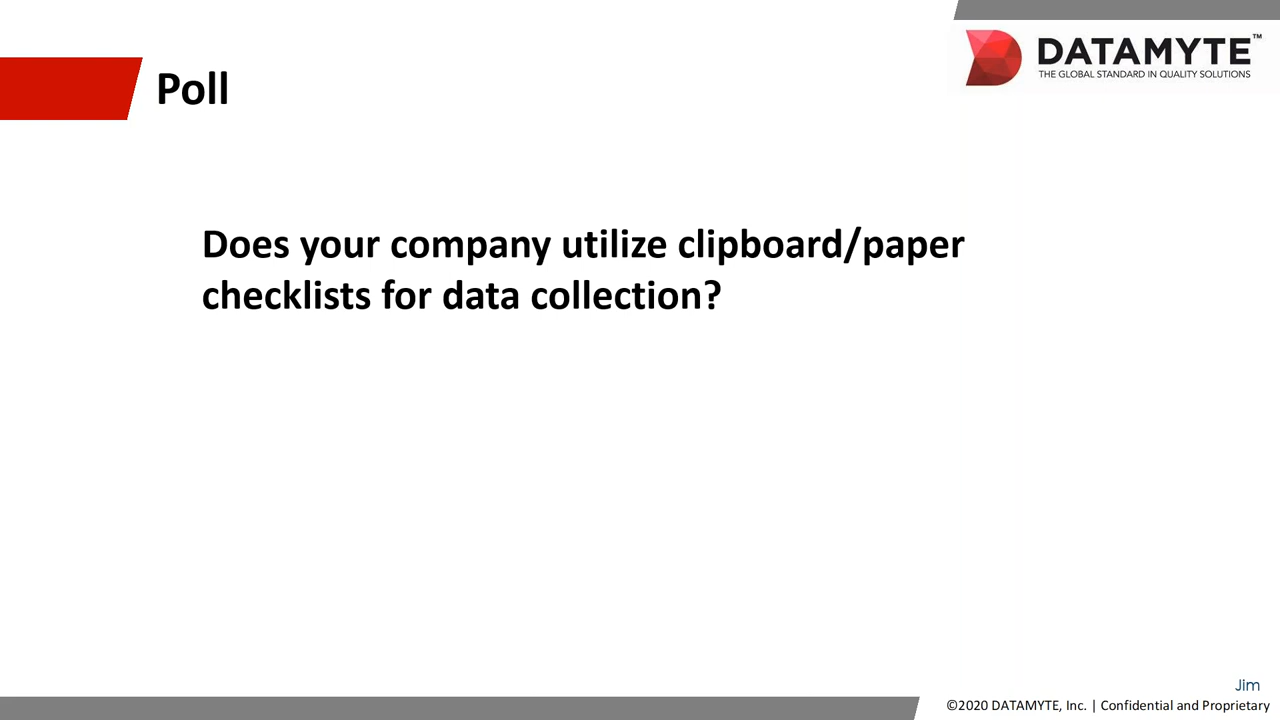 DATAMYTE™
THE GLOBAL STANDARD IN QUALITY SOLUTIONS
Poll
Does your company utilize clipboard/paper
checklists for data collection?
Jim
©2020 DATAMYTE, Inc. | Confidential and Proprietary